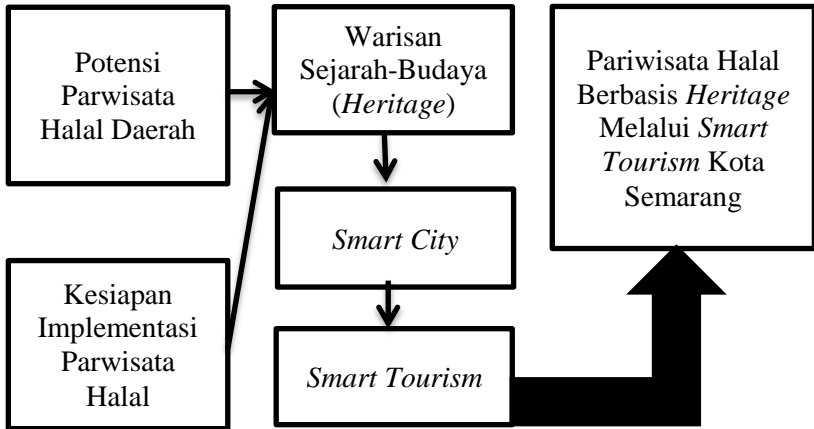 Potensi
Parwisata
Halal Daerah
Warisan
Sejarah-Budaya
(Heritage)
Pariwisata Halal
Berbasis Heritage
Melalui Smart
Tourism Kota
Semarang
Smart City
Kesiapan
Implementasi
Parwisata
Halal
Smart Tourism